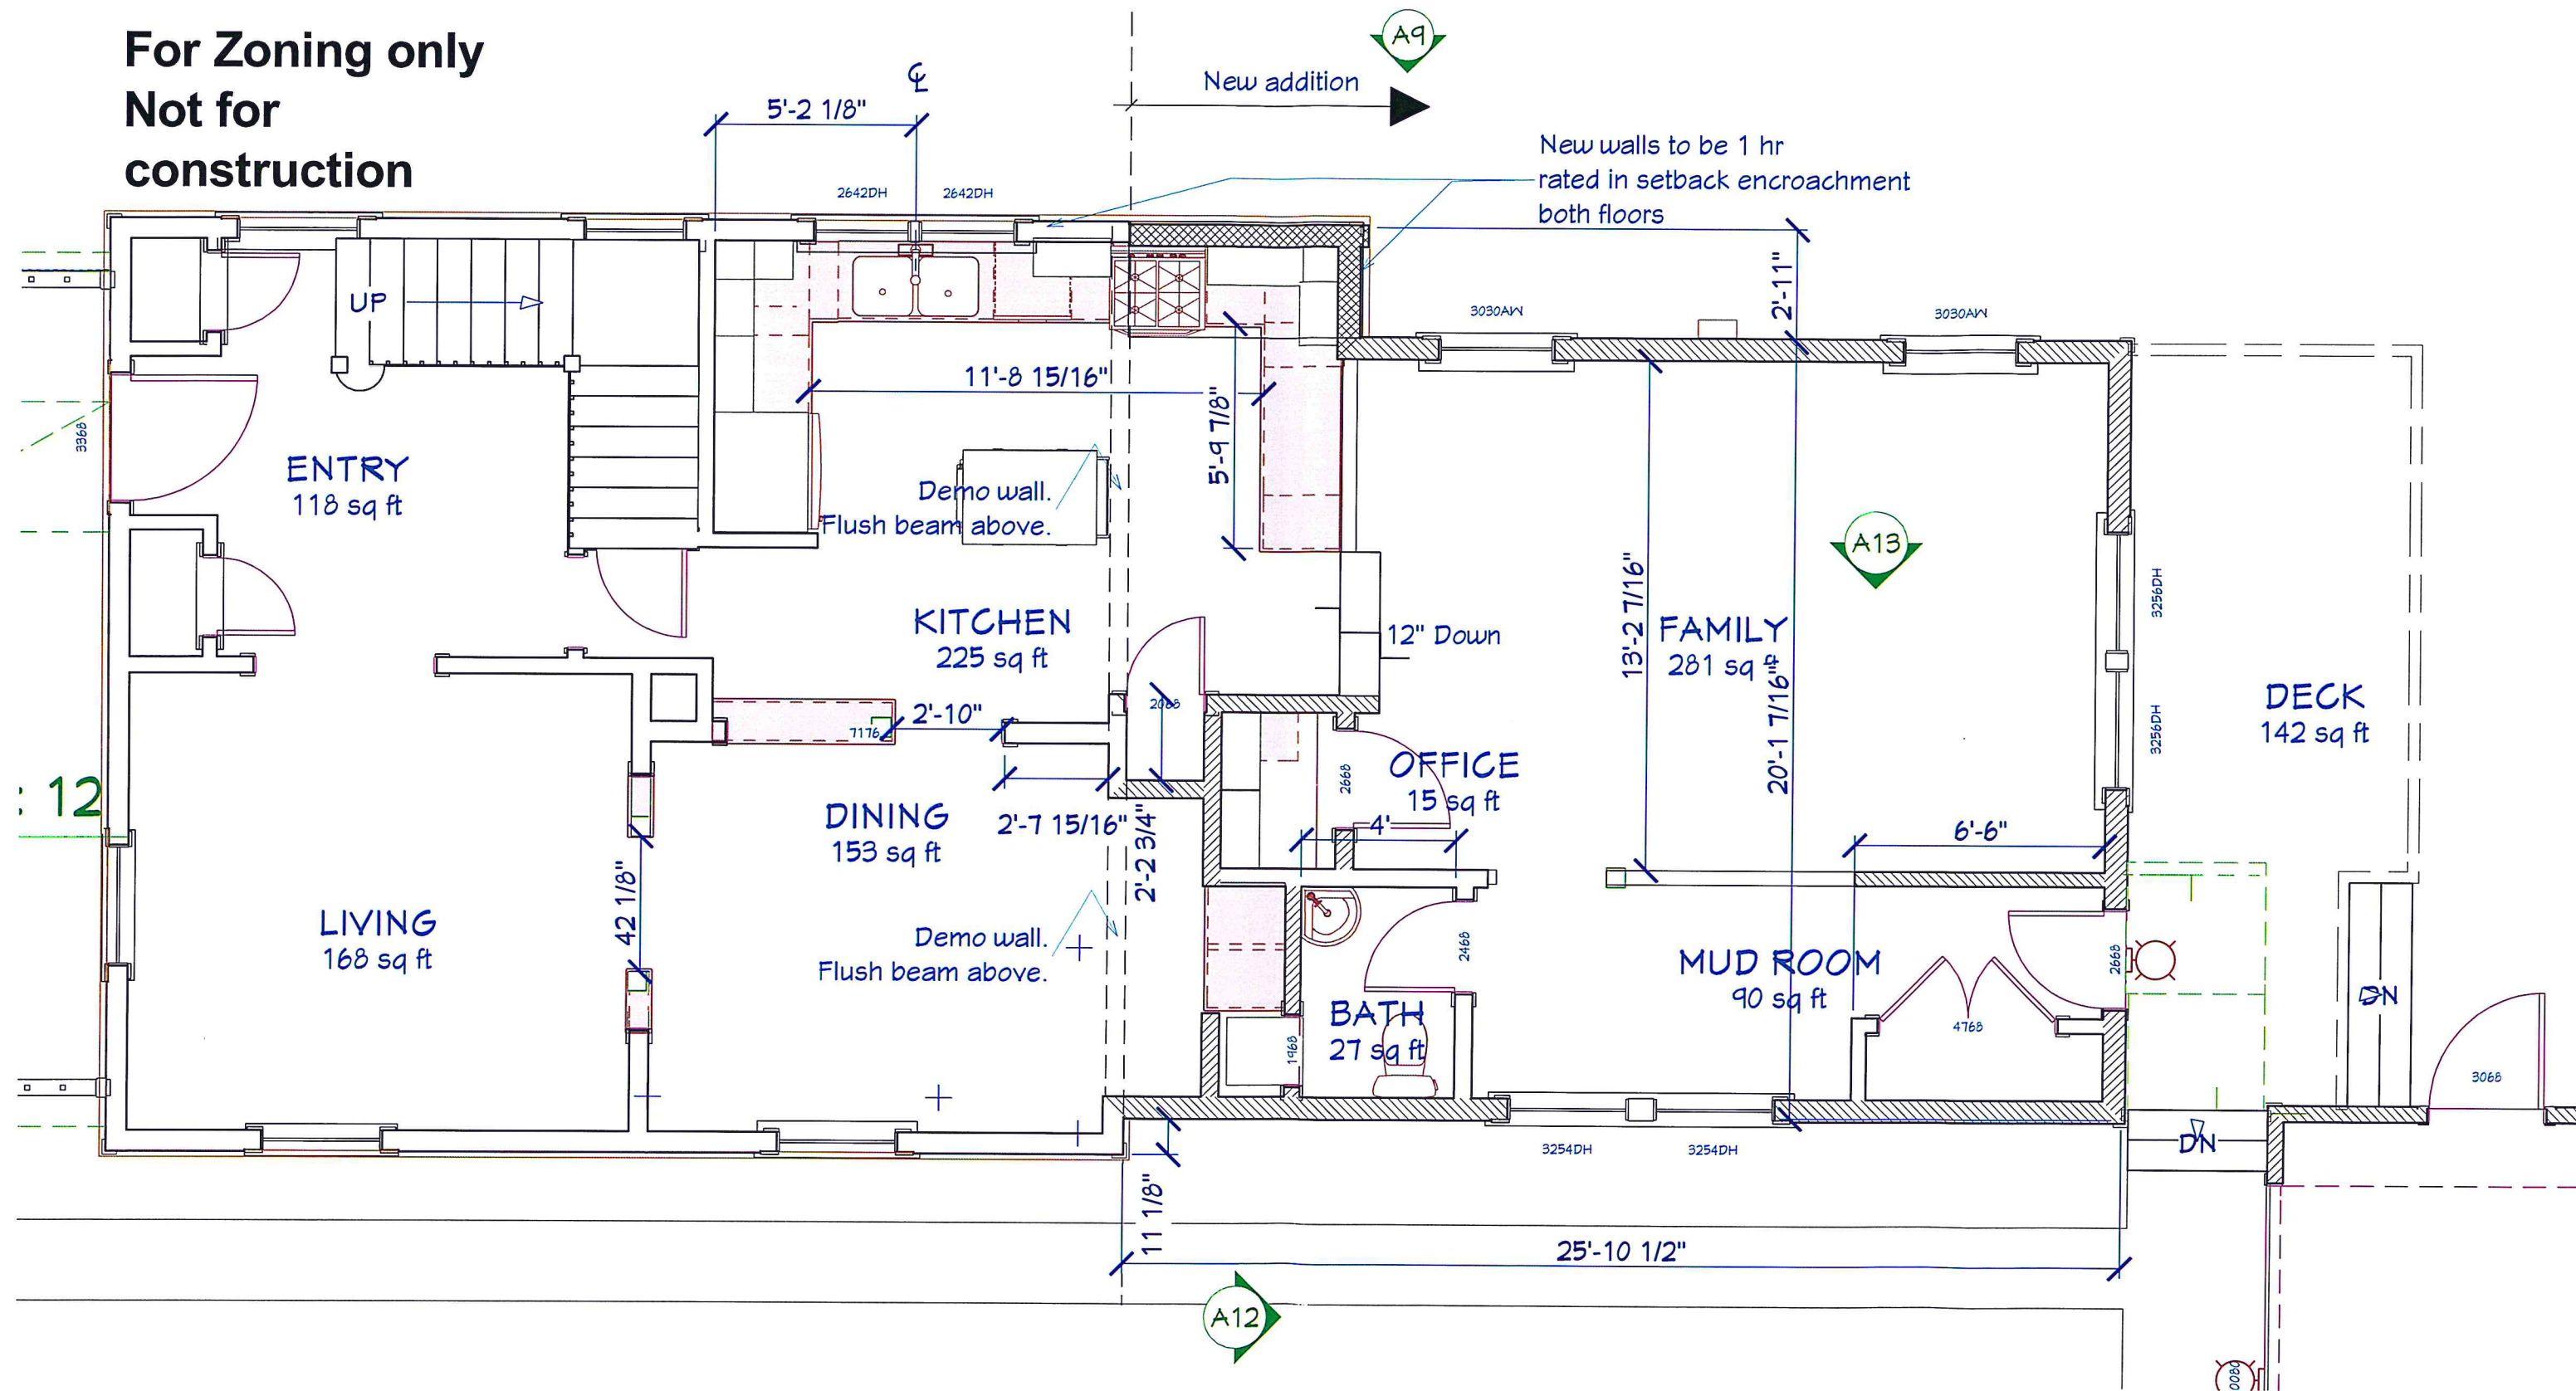 For Zoning only
Not for
construction
A9
New addition
5'-2 1/8"
2642DH
2642DH
New walls to be 1 hr
rated in setback encroachment
both floors
2'-11"
3030AW
3030AW
UP
11'-8 15/16"
5'-9 7/8"
3368
ENTRY
118 sq ft
Demo wall.
Flush beam above.
A13
13'-2 7/16"
3256DH
KITCHEN
225 sq ft
12" Down
FAMILY
281 sq ft
20'-1 7/16"
DECK
142 sq ft
3256DH
2068
2'-10"
7176
: 12
OFFICE
15 sq ft
2668
4'
6'-6"
DINING
153 sq ft
2'-7 15/16"
2'-2 3/4"
42 1/8"
LIVING
168 sq ft
Demo wall.
Flush beam above.
2468
MUD ROOM
90 sq ft
2668
DN
BATH
27 sq ft
1968
4768
3068
DN
3254DH
3254DH
11 1/8"
25'-10 1/2"
A12